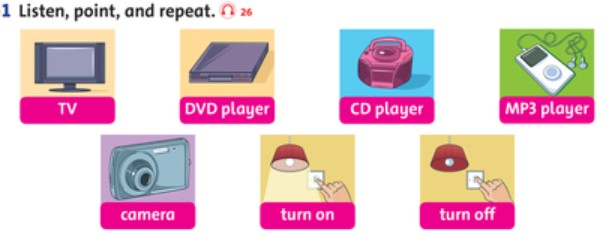 1 Listen, point, and repeat. 26
TV
DVD player
CD player
MP3 player
camera
turn on
turn off